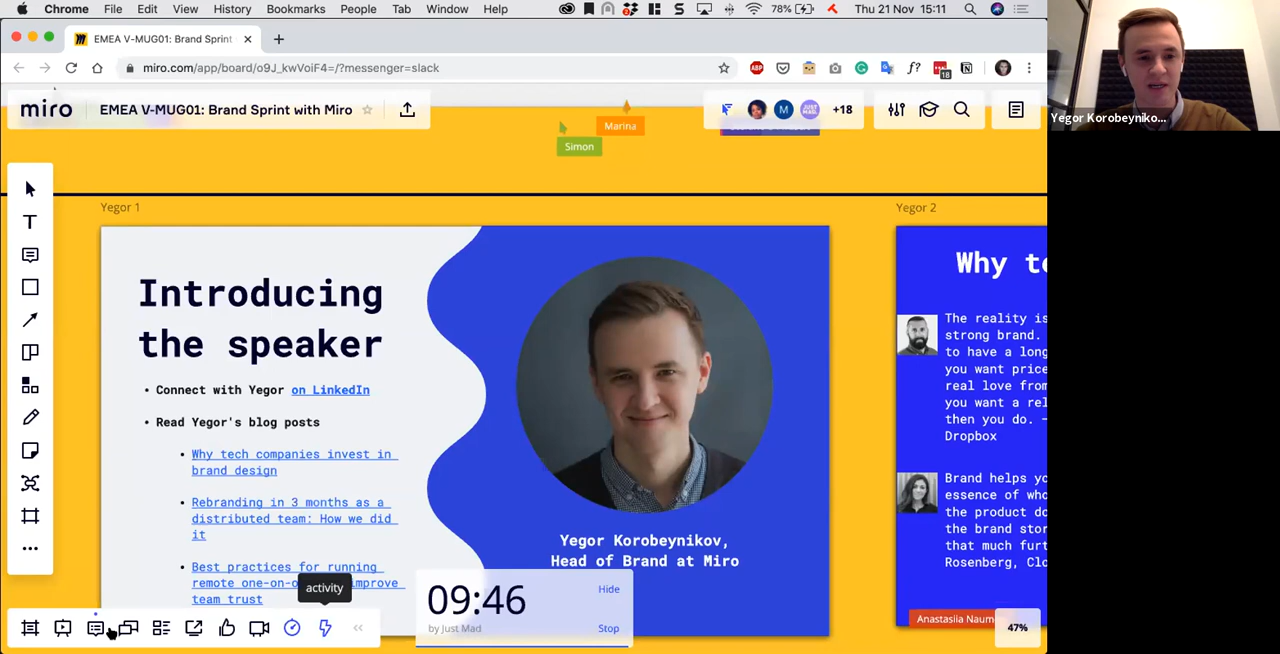 Chrome File Edit View History Bookmarks People Tab Window Help 78% Thu 21 Nov 15:11
EMEA V-MUG01: Brand Sprint
miro.com/app/board/o9J_kwVoiF4=/?messenger=slack
ABP
f?
18
miro EMEA V-MUG01: Brand Sprint with Miro
M
JUST MAD
+18
Marina
Simon
Yegor 1
Yegor 2
Introducing
the speaker
• Connect with Yegor on LinkedIn
• Read Yegor's blog posts
• Why tech companies invest in
brand design
• Rebranding in 3 months as a
distributed team: How we did
it
• Best practices for running
remote one-on-o improve
team trust
Yegor Korobeynikov,
Head of Brand at Miro
Why te
The reality is
strong brand.
to have a long
you want price
real love from
you want a rel
then you do. —
Dropbox
Brand helps yo
essence of who
the product do
the brand stor
that much furt
Rosenberg, Clo
activity
09:46
Hide
by Just Mad
Stop
Anastasiia Naum
47%
Yegor Korobeyniko...